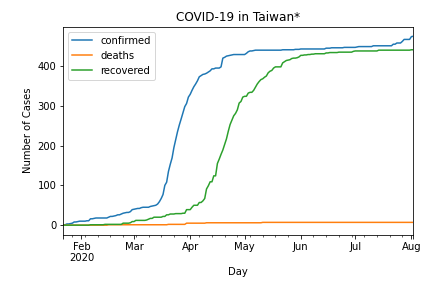 COVID-19 in Taiwan*
confirmed
deaths
recovered
Number of Cases
400
300
200
100
0
Feb Mar Apr May Jun Jul Aug
2020
Day